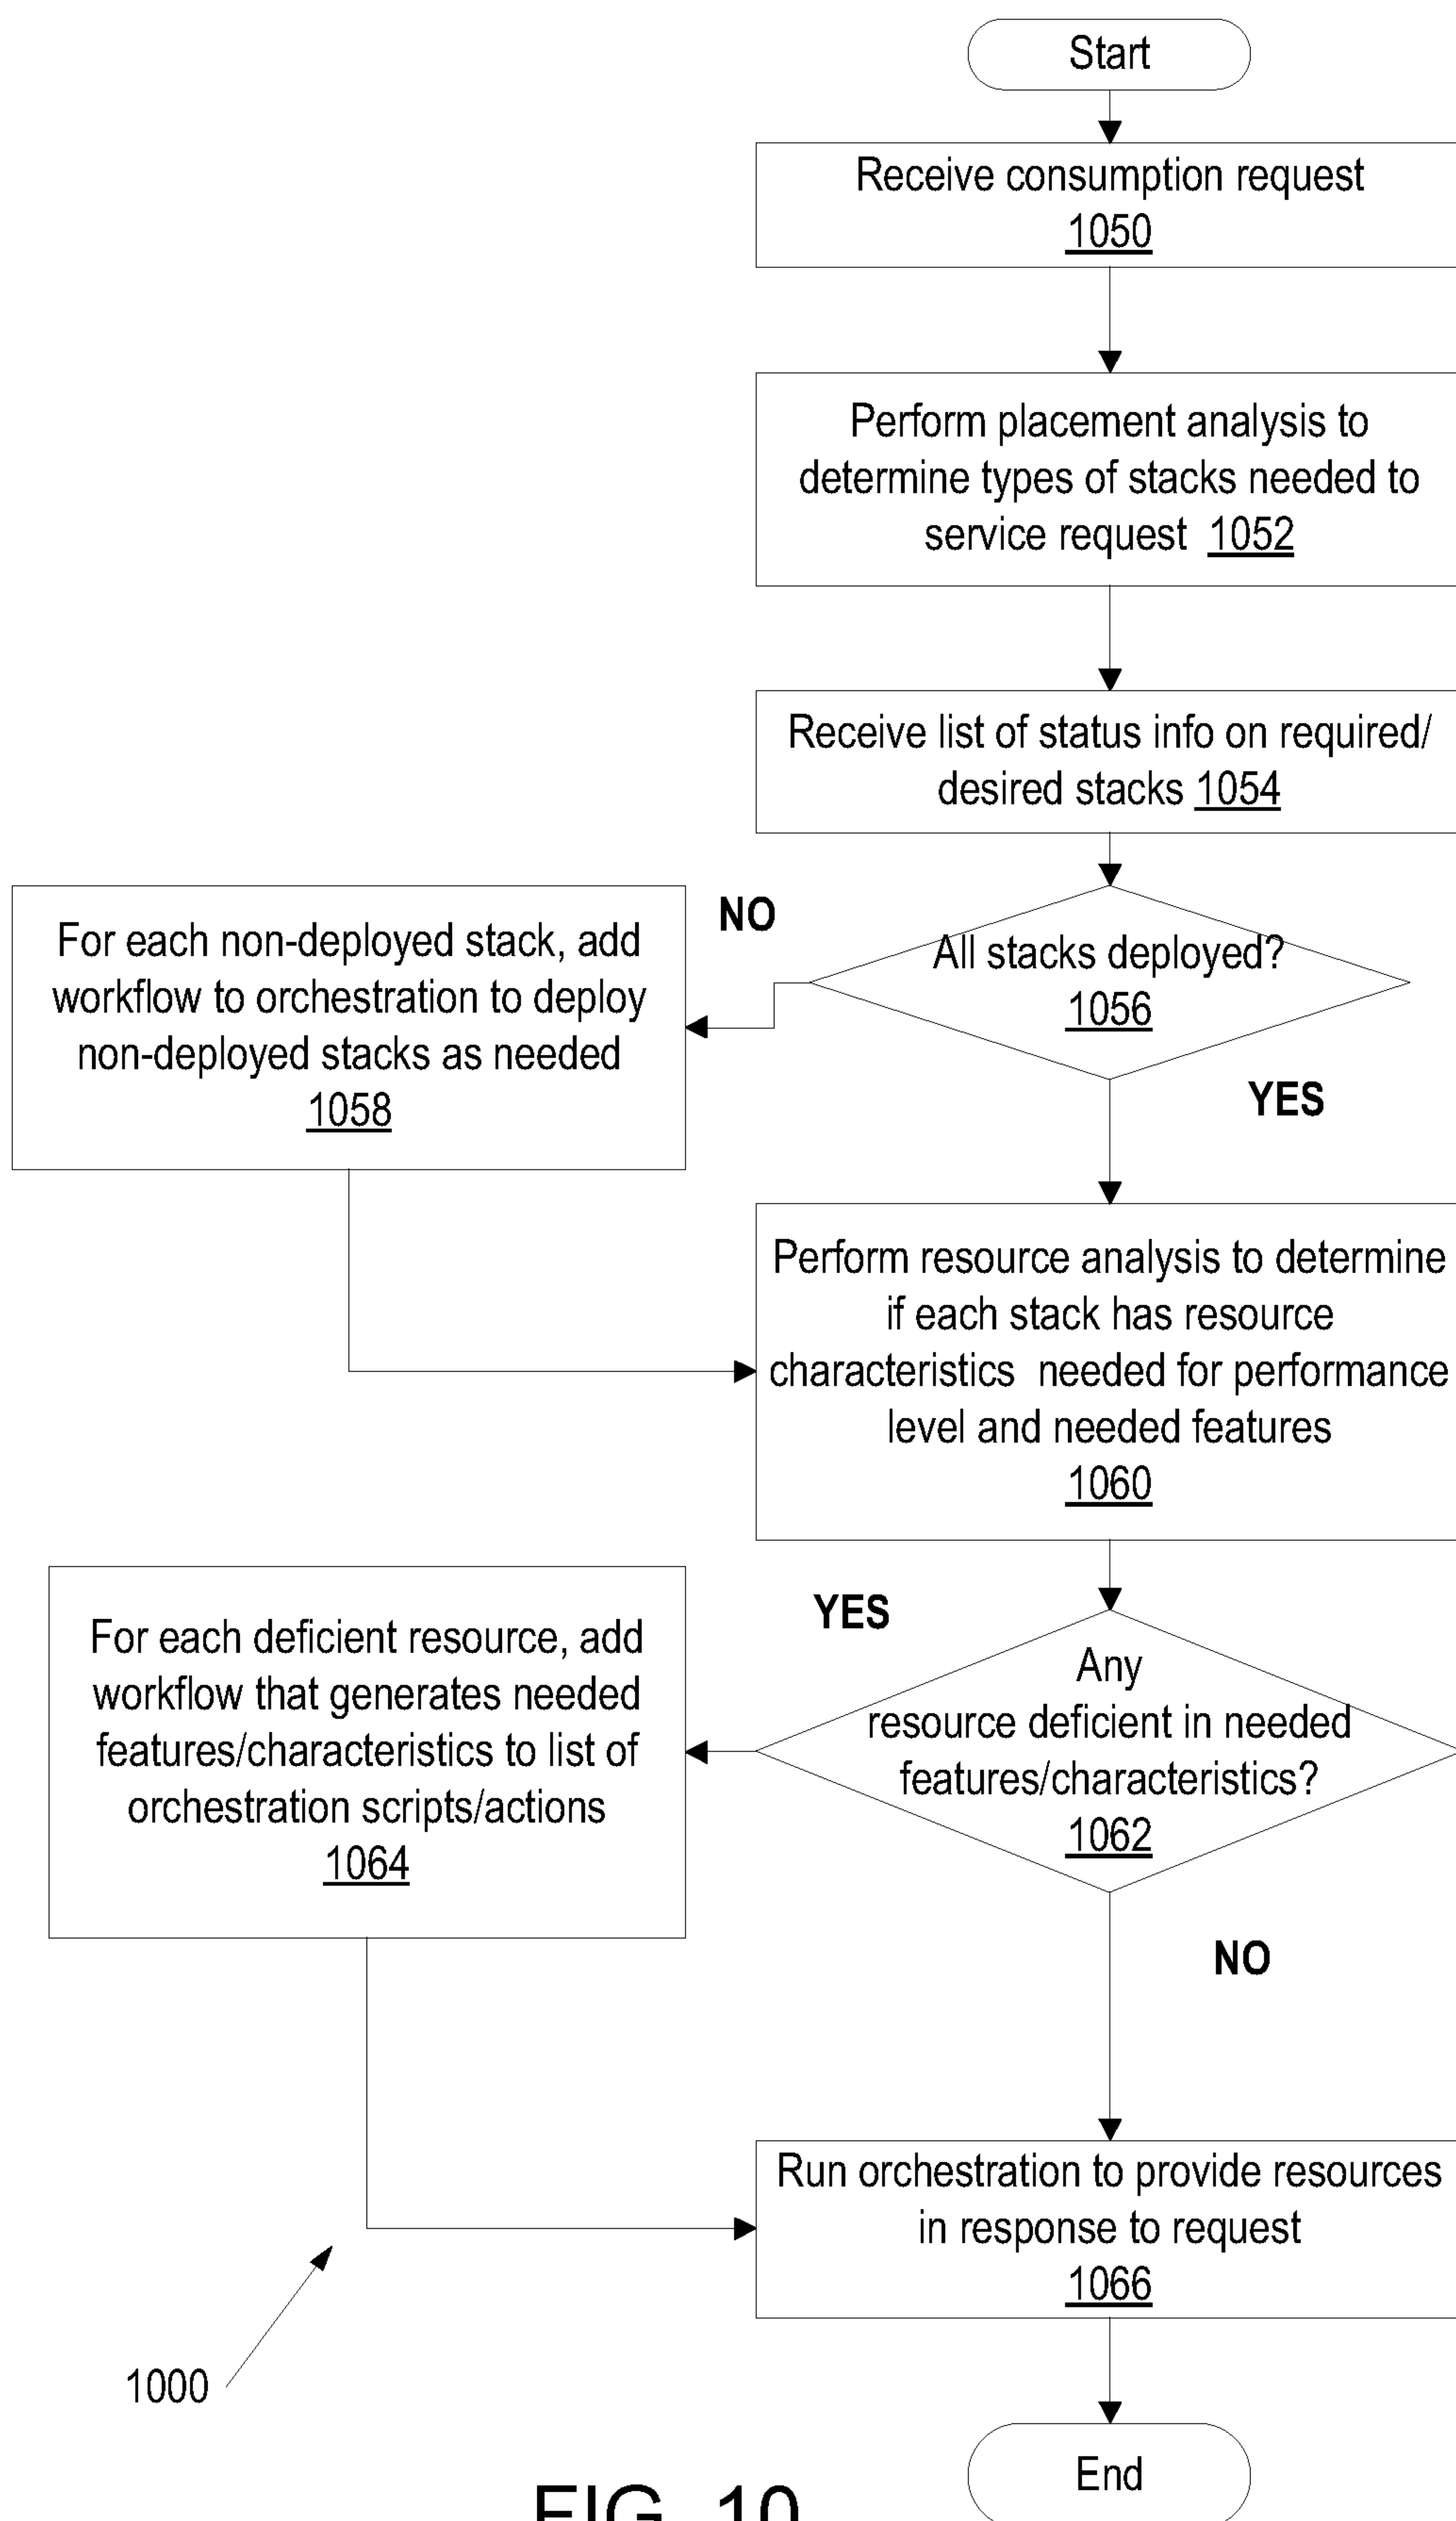 Start
Receive consumption request
1050
Perform placement analysis to
determine types of stacks needed to
service request 1052
Receive list of status info on required/
desired stacks 1054
All stacks deployed?
1056
NO
YES
For each non-deployed stack, add
workflow to orchestration to deploy
non-deployed stacks as needed
1058
Perform resource analysis to determine
if each stack has resource
characteristics needed for performance
level and needed features
1060
Any
resource deficient in needed
features/characteristics?
1062
YES
NO
For each deficient resource, add
workflow that generates needed
features/characteristics to list of
orchestration scripts/actions
1064
Run orchestration to provide resources
in response to request
1066
1000
End
FIG. 10